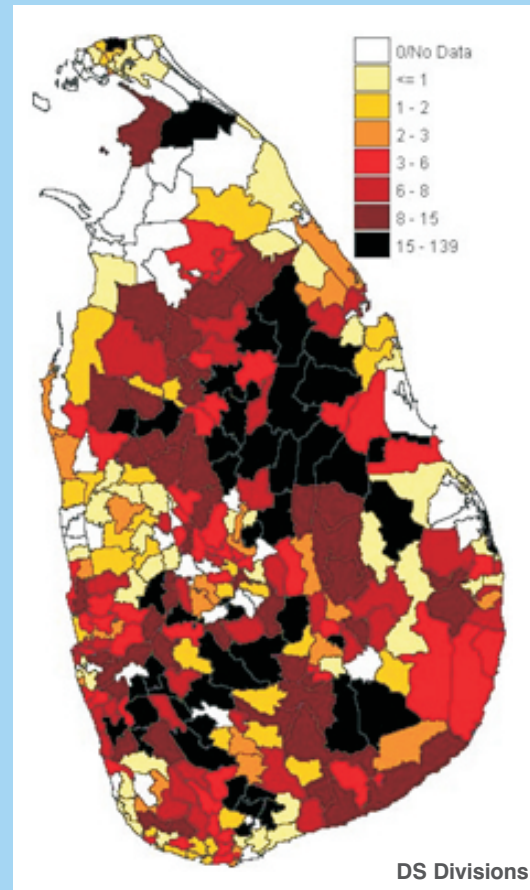 0/No Data
<= 1
1 - 2
2 - 3
3 - 6
6 - 8
8 - 15
15 - 139
DS Divisions